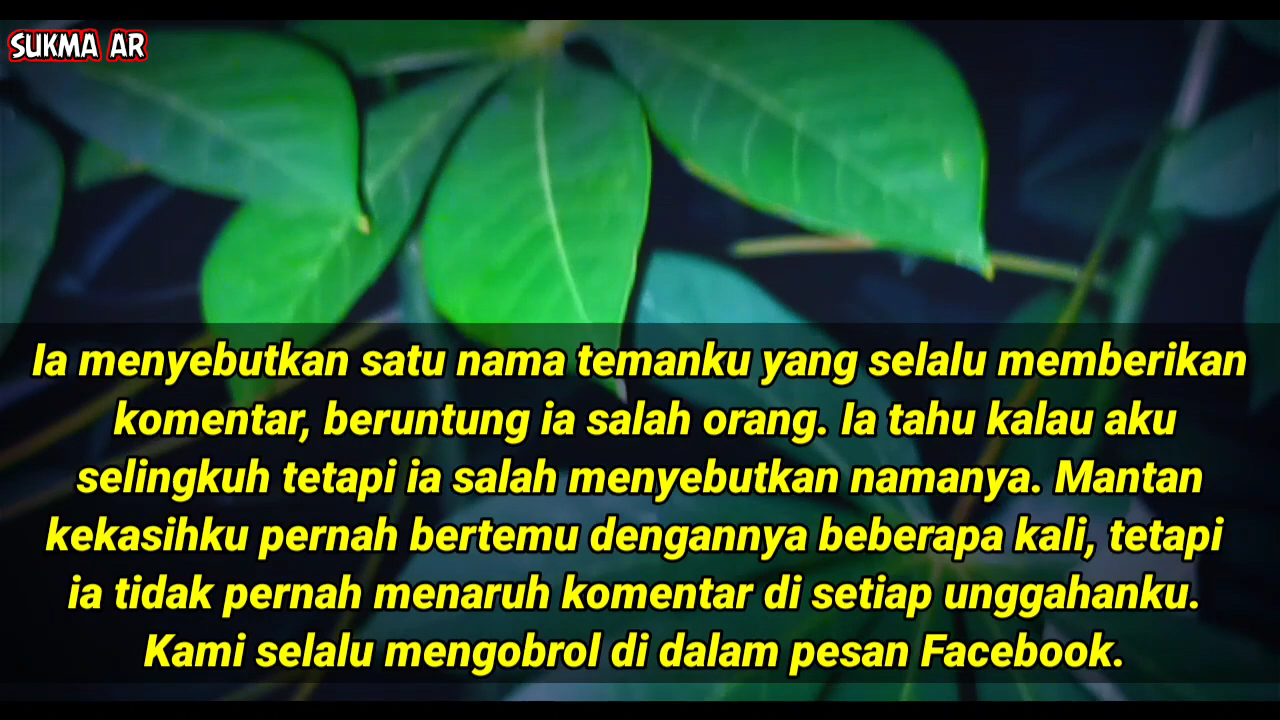 SUKMA AR
Ia menyebutkan satu nama temanku yang selalu memberikan
komentar, beruntung ia salah orang. Ia tahu kalau aku
selingkuh tetapi ia salah menyebutkan namanya. Mantan
kekasihku pernah bertemu dengannya beberapa kali, tetapi
ia tidak pernah menaruh komentar di setiap unggahanku.
Kami selalu mengobrol di dalam pesan Facebook.